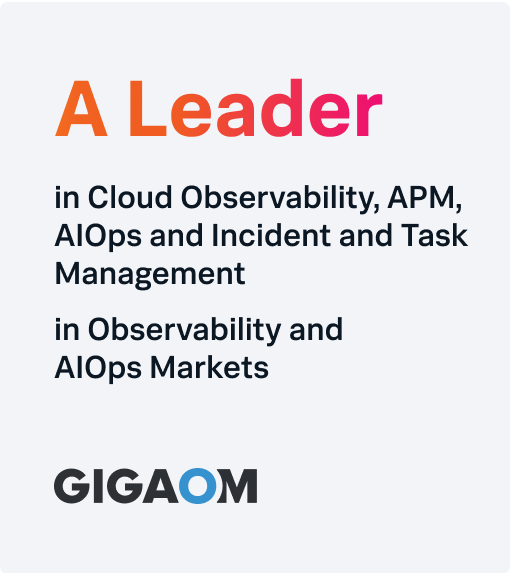 A Leader
in Cloud Observability, APM,
AIOps and Incident and Task
Management
in Observability and
AIOps Markets
GIGAOM